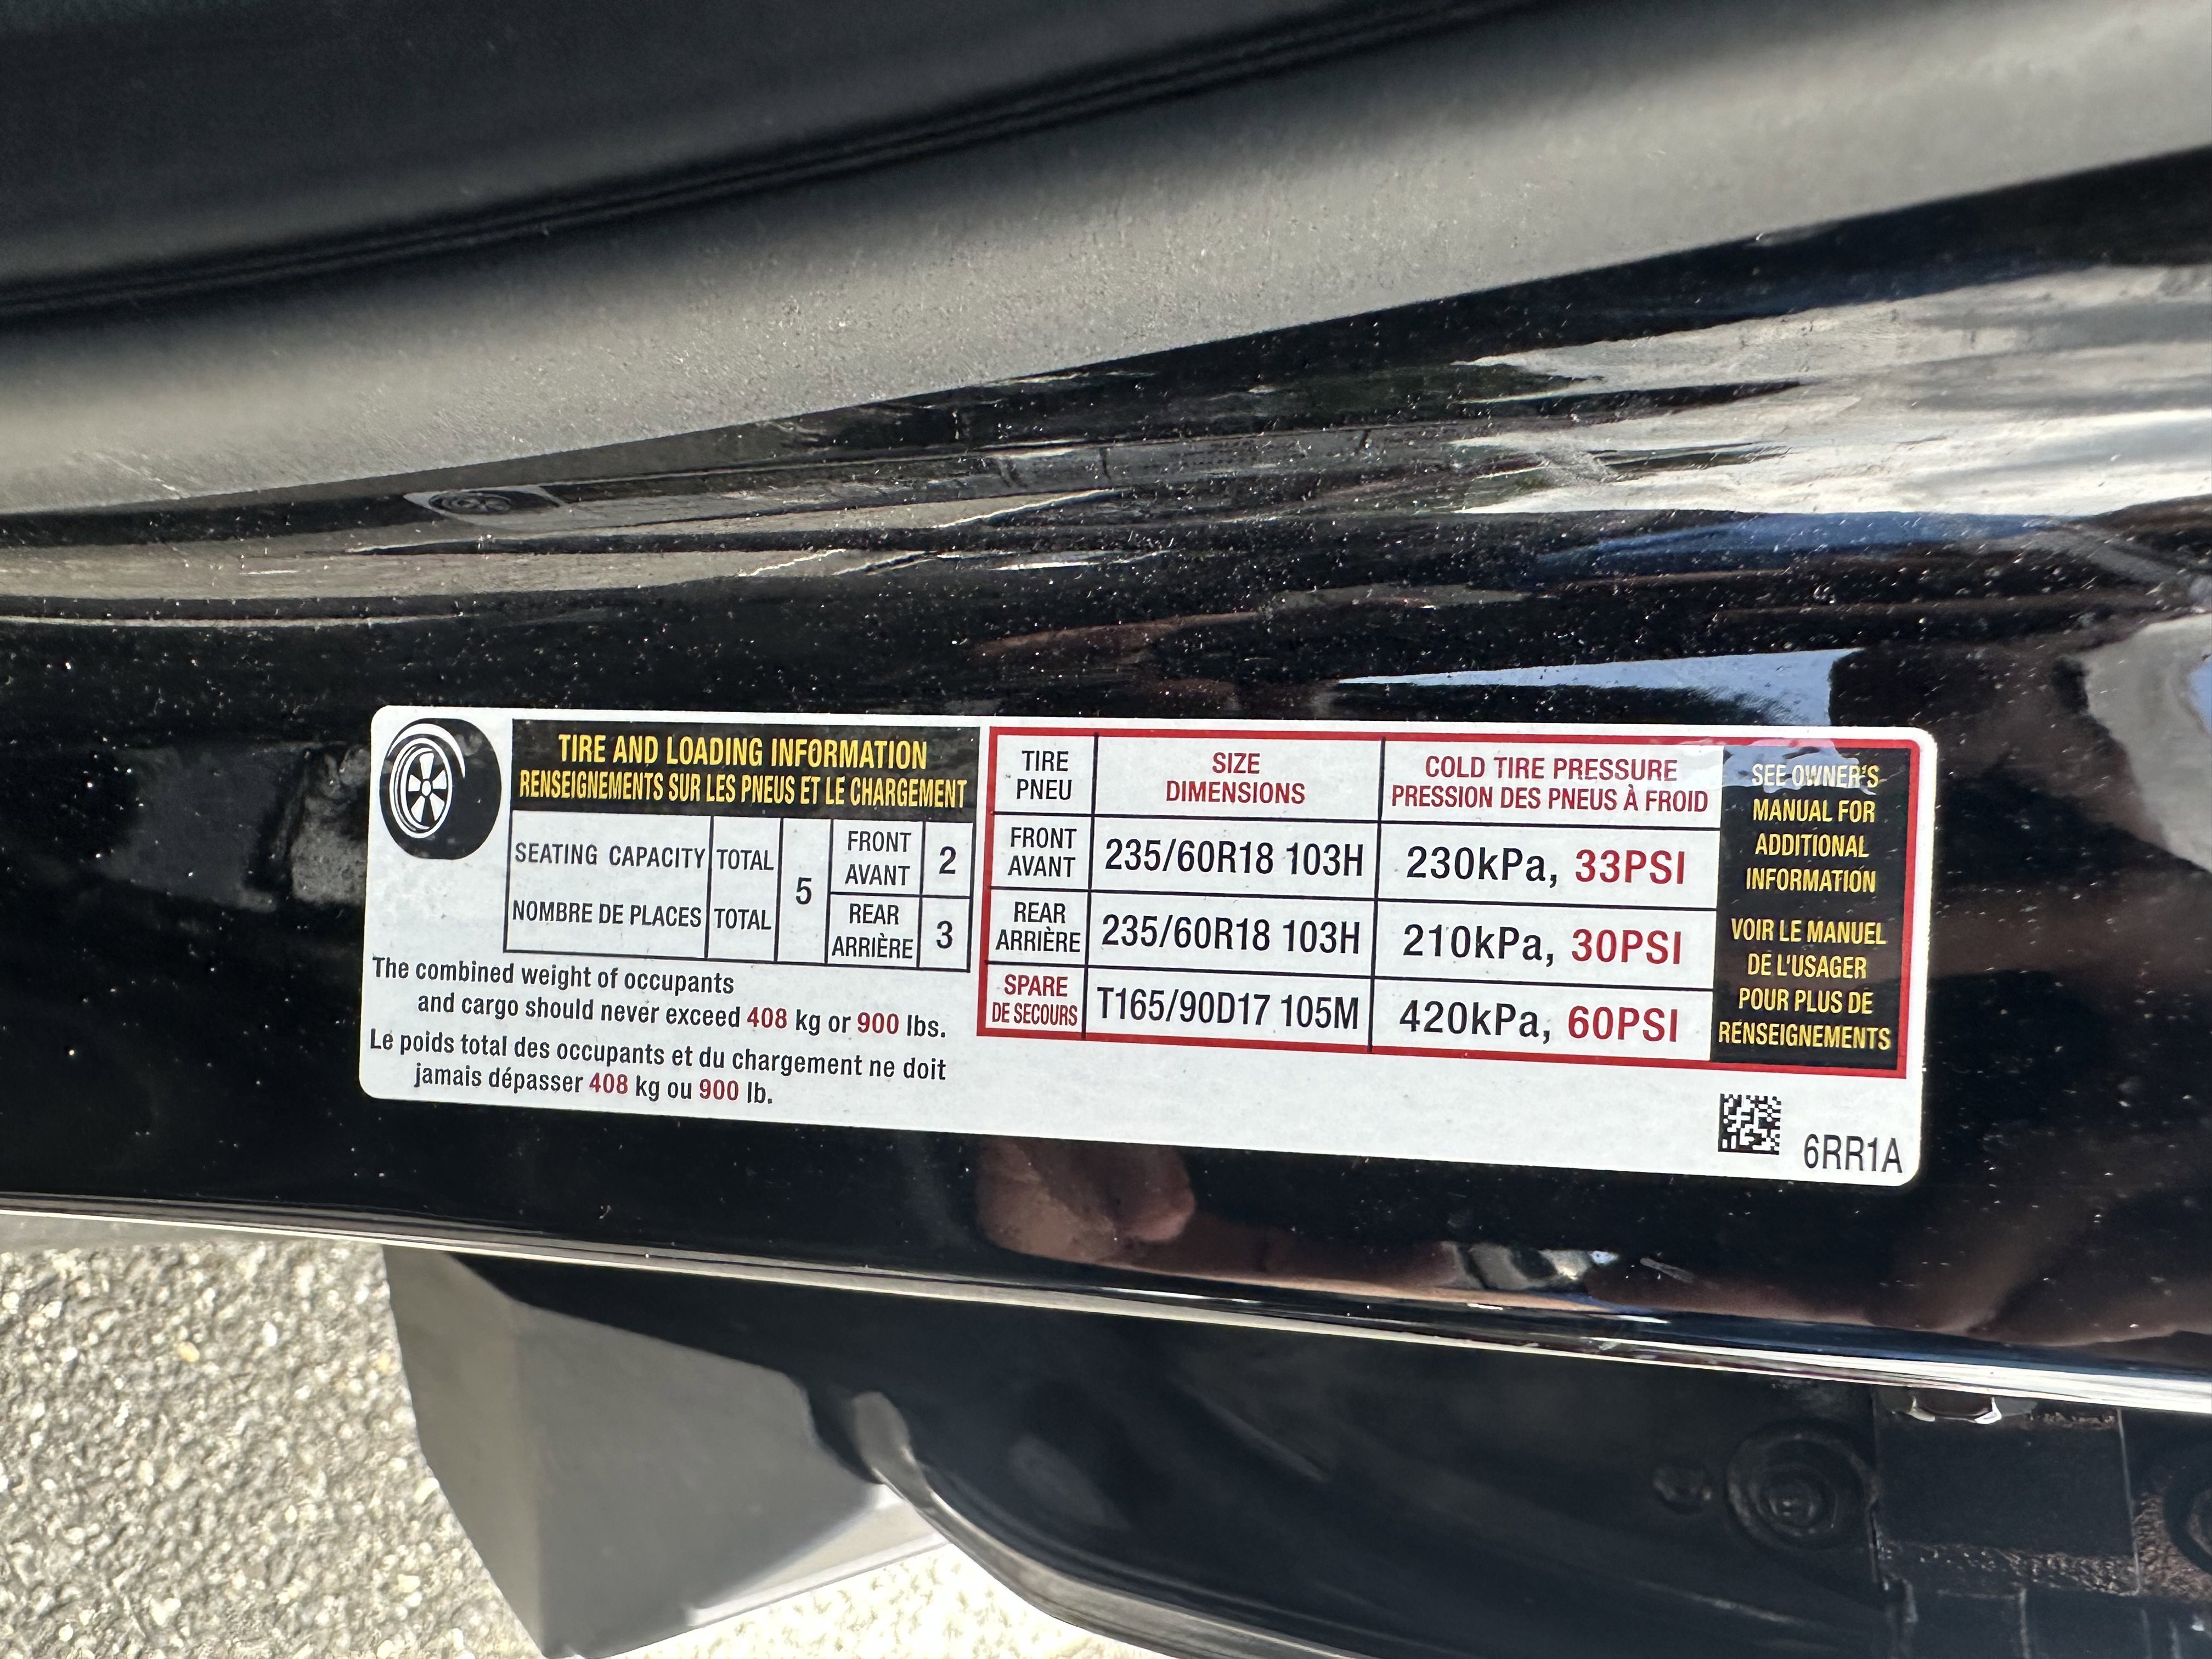 TIRE AND LOADING INFORMATION
RENSEIGNEMENTS SUR LES PNEUS ET LE CHARGEMENT
SEATING CAPACITY TOTAL
NOMBRE DE PLACES TOTAL
5
FRONT
AVANT
2
REAR
ARRIÈRE
3
The combined weight of occupants
and cargo should never exceed 408 kg or 900 lbs.
Le poids total des occupants et du chargement ne doit
jamais dépasser 408 kg ou 900 lb.
TIRE
PNEU
SIZE
DIMENSIONS
COLD TIRE PRESSURE
PRESSION DES PNEUS À FROID
FRONT
AVANT
235/60R18 103H
230kPa, 33PSI
REAR
ARRIÈRE
235/60R18 103H
210kPa, 30PSI
SPARE
DE SECOURS
T165/90D17 105M
420kPa, 60PSI
SEE OWNER'S
MANUAL FOR
ADDITIONAL
INFORMATION
VOIR LE MANUEL
DE L'USAGER
POUR PLUS DE
RENSEIGNEMENTS
6RR1A